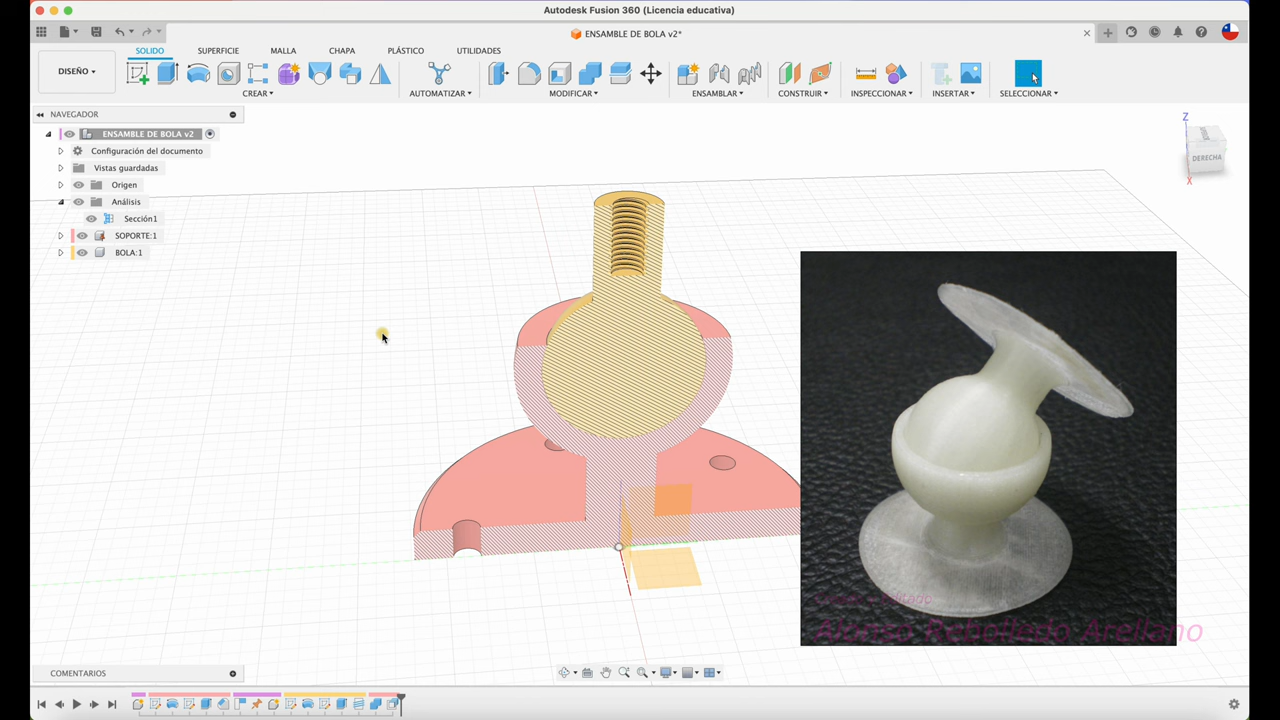 Autodesk Fusion 360 (Licencia educativa)
ENSAMBLE DE BOLA v2*
SOLIDO SUPERFICIE MALLA CHAPA PLÁSTICO UTILIDADES
DISEÑO
CREAR AUTOMATIZAR MODIFICAR ENSAMBLAR CONSTRUIR INSPECCIONAR INSERTAR SELECCIONAR
NAVEGADOR
ENSAMBLE DE BOLA v2
Configuración del documento
Vistas guardadas
Origen
Análisis
Sección1
SOPORTE:1
BOLA:1
Z
DERECHA
X
Alonso Rebolledo Arellano
COMENTARIOS